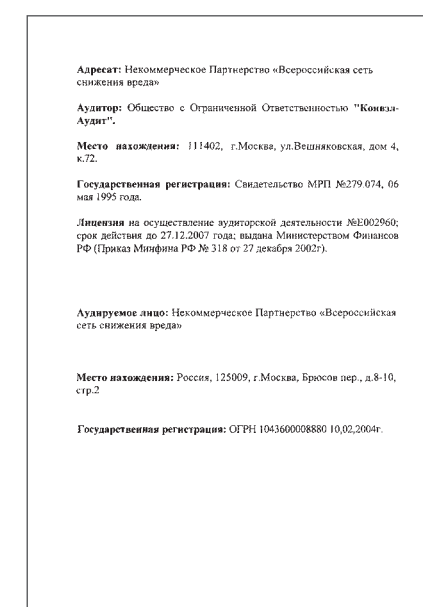 Адресат: Некоммерческое Партнерство «Всероссийская сеть
снижения вреда»
Аудитор: Общество с Ограниченной Ответственностью "Конвэл-
Аудит".
Место нахождения: 111402, г.Москва, ул.Вешняковская, дом 4,
к.72.
Государственная регистрация: Свидетельство МРП №279.074, 06
мая 1995 года.
Лицензия на осуществление аудиторской деятельности №Е002960;
срок действия до 27.12.2007 года; выдана Министерством Финансов
РФ (Приказ Минфина РФ № 318 от 27 декабря 2002г).
Аудируемое лицо: Некоммерческое Партнерство «Всероссийская
сеть снижения вреда»
Место нахождения: Россия, 125009, г.Москва, Брюсов пер., д.8-10,
стр.2
Государственная регистрация: ОГРН 1043600008880 10,02,2004г.